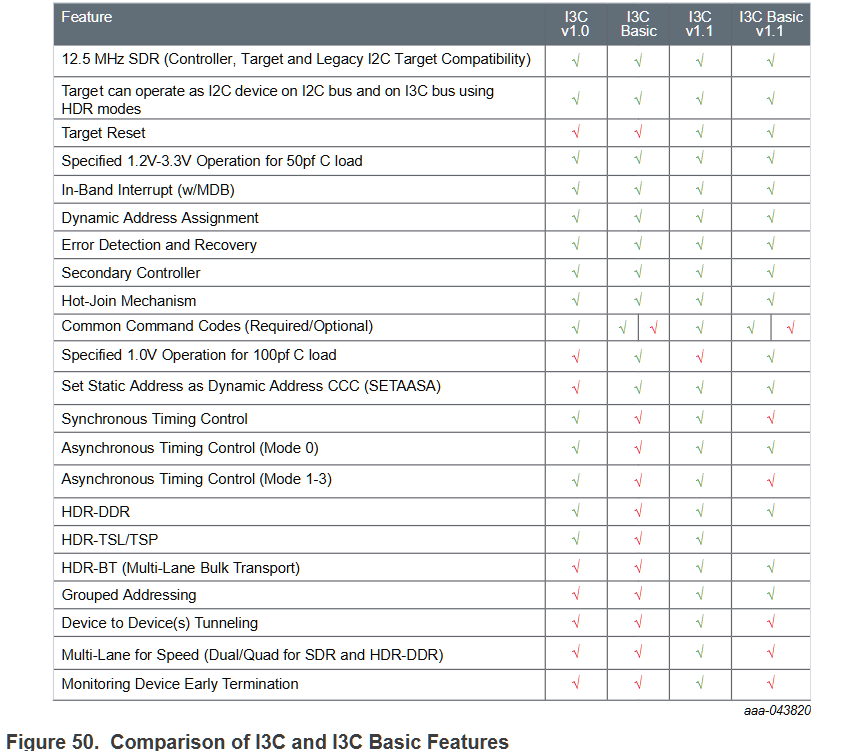 Feature I3C v1.0 I3C Basic I3C v1.1 I3C Basic v1.1
12.5 MHz SDR (Controller, Target and Legacy I2C Target Compatibility) √ √ √ √
Target can operate as I2C device on I2C bus and on I3C bus using
HDR modes √ √ √ √
Target Reset √ √ √ √
Specified 1.2V-3.3V Operation for 50pf C load √ √ √ √
In-Band Interrupt (w/MDB) √ √ √ √
Dynamic Address Assignment √ √ √ √
Error Detection and Recovery √ √ √ √
Secondary Controller √ √ √ √
Hot-Join Mechanism √ √ √ √
Common Command Codes (Required/Optional) √ √ √ √ √ √
Specified 1.0V Operation for 100pf C load √ √ √ √
Set Static Address as Dynamic Address CCC (SETAASA) √ √ √ √
Synchronous Timing Control √ √ √ √
Asynchronous Timing Control (Mode 0) √ √ √ √
Asynchronous Timing Control (Mode 1-3) √ √ √ √
HDR-DDR √ √ √ √
HDR-TSL/TSP √ √ √
HDR-BT (Multi-Lane Bulk Transport) √ √ √ √
Grouped Addressing √ √ √ √
Device to Device(s) Tunneling √ √ √ √
Multi-Lane for Speed (Dual/Quad for SDR and HDR-DDR) √ √ √ √
Monitoring Device Early Termination √ √ √ √
aaa-043820
Figure 50. Comparison of I3C and I3C Basic Features